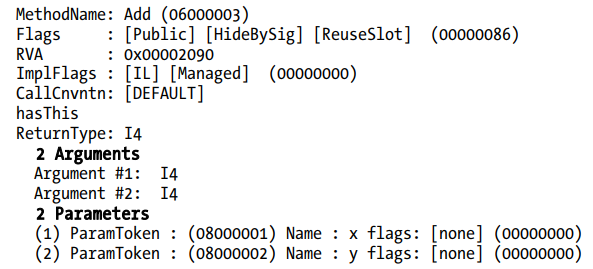 MethodName: Add (06000003)
Flags : [Public] [HideBySig] [ReuseSlot] (00000086)
RVA : 0x00002090
ImplFlags : [IL] [Managed] (00000000)
CallCnvntn: [DEFAULT]
hasThis
ReturnType: I4
2 Arguments
Argument #1: I4
Argument #2: I4
2 Parameters
(1) ParamToken : (08000001) Name : x flags: [none] (00000000)
(2) ParamToken : (08000002) Name : y flags: [none] (00000000)